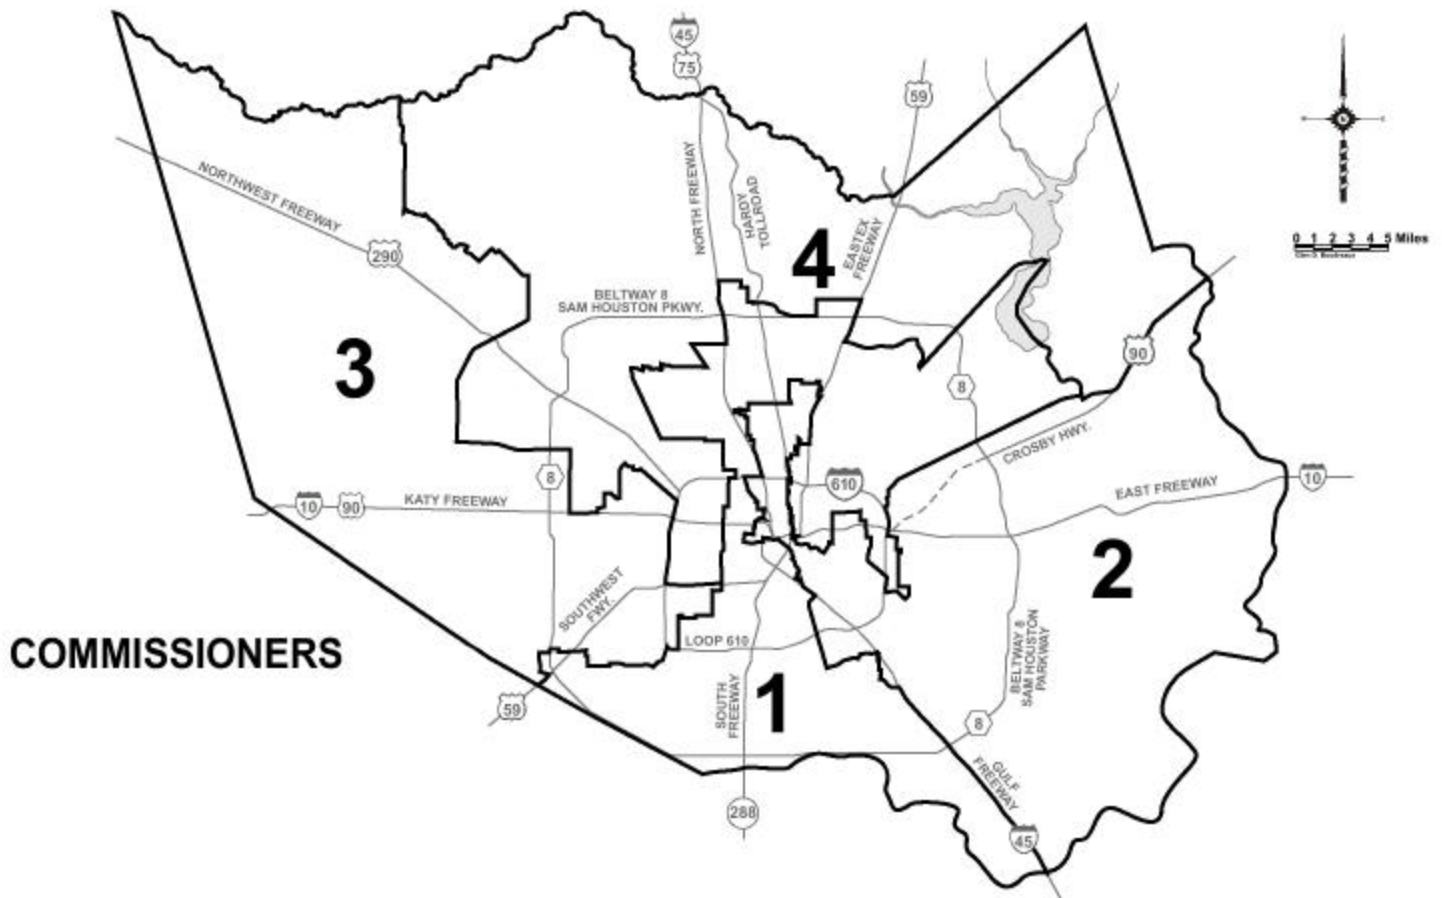 45
75
59
NORTHWEST FREEWAY
290
NORTH FREEWAY
HARDY
TOLLROAD
EASTEX
FREEWAY
4
0 1 2 3 4 5 Miles
BELTWAY 8
SAM HOUSTON PKWY.
3
90
8
CROSBY HWY.
8
610
10
90
KATY FREEWAY
EAST FREEWAY
10
2
SOUTHWEST
FWY.
LOOP 610
BELTWAY 8
SAM HOUSTON
PARKWAY
COMMISSIONERS
1
SOUTH
FREEWAY
59
8
GULF
FREEWAY
288
45